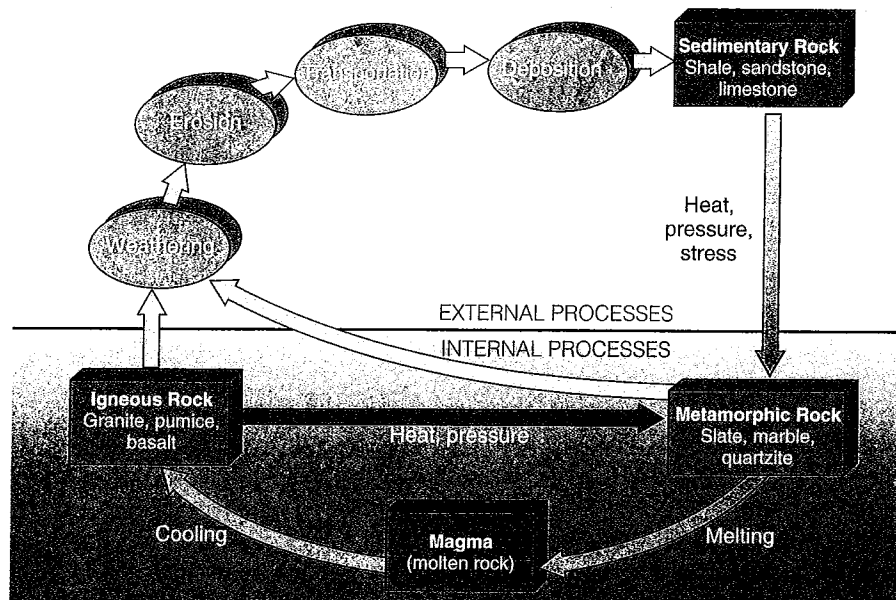 Transportation
Deposition
Sedimentary Rock
Shale, sandstone,
limestone
Erosion
Weathering
Heat,
pressure,
stress
EXTERNAL PROCESSES
INTERNAL PROCESSES
Igneous Rock
Granite, pumice,
basalt
Heat, pressure
Metamorphic Rock
Slate, marble,
quartzite
Cooling
Magma
(molten rock)
Melting